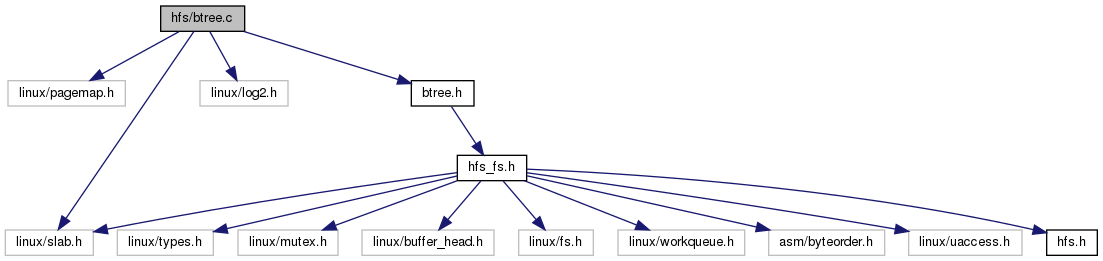 hfs/btree.c
linux/pagemap.h
linux/log2.h
btree.h
hfs_fs.h
linux/slab.h
linux/types.h
linux/mutex.h
linux/buffer_head.h
linux/fs.h
linux/workqueue.h
asm/byteorder.h
linux/uaccess.h
hfs.h